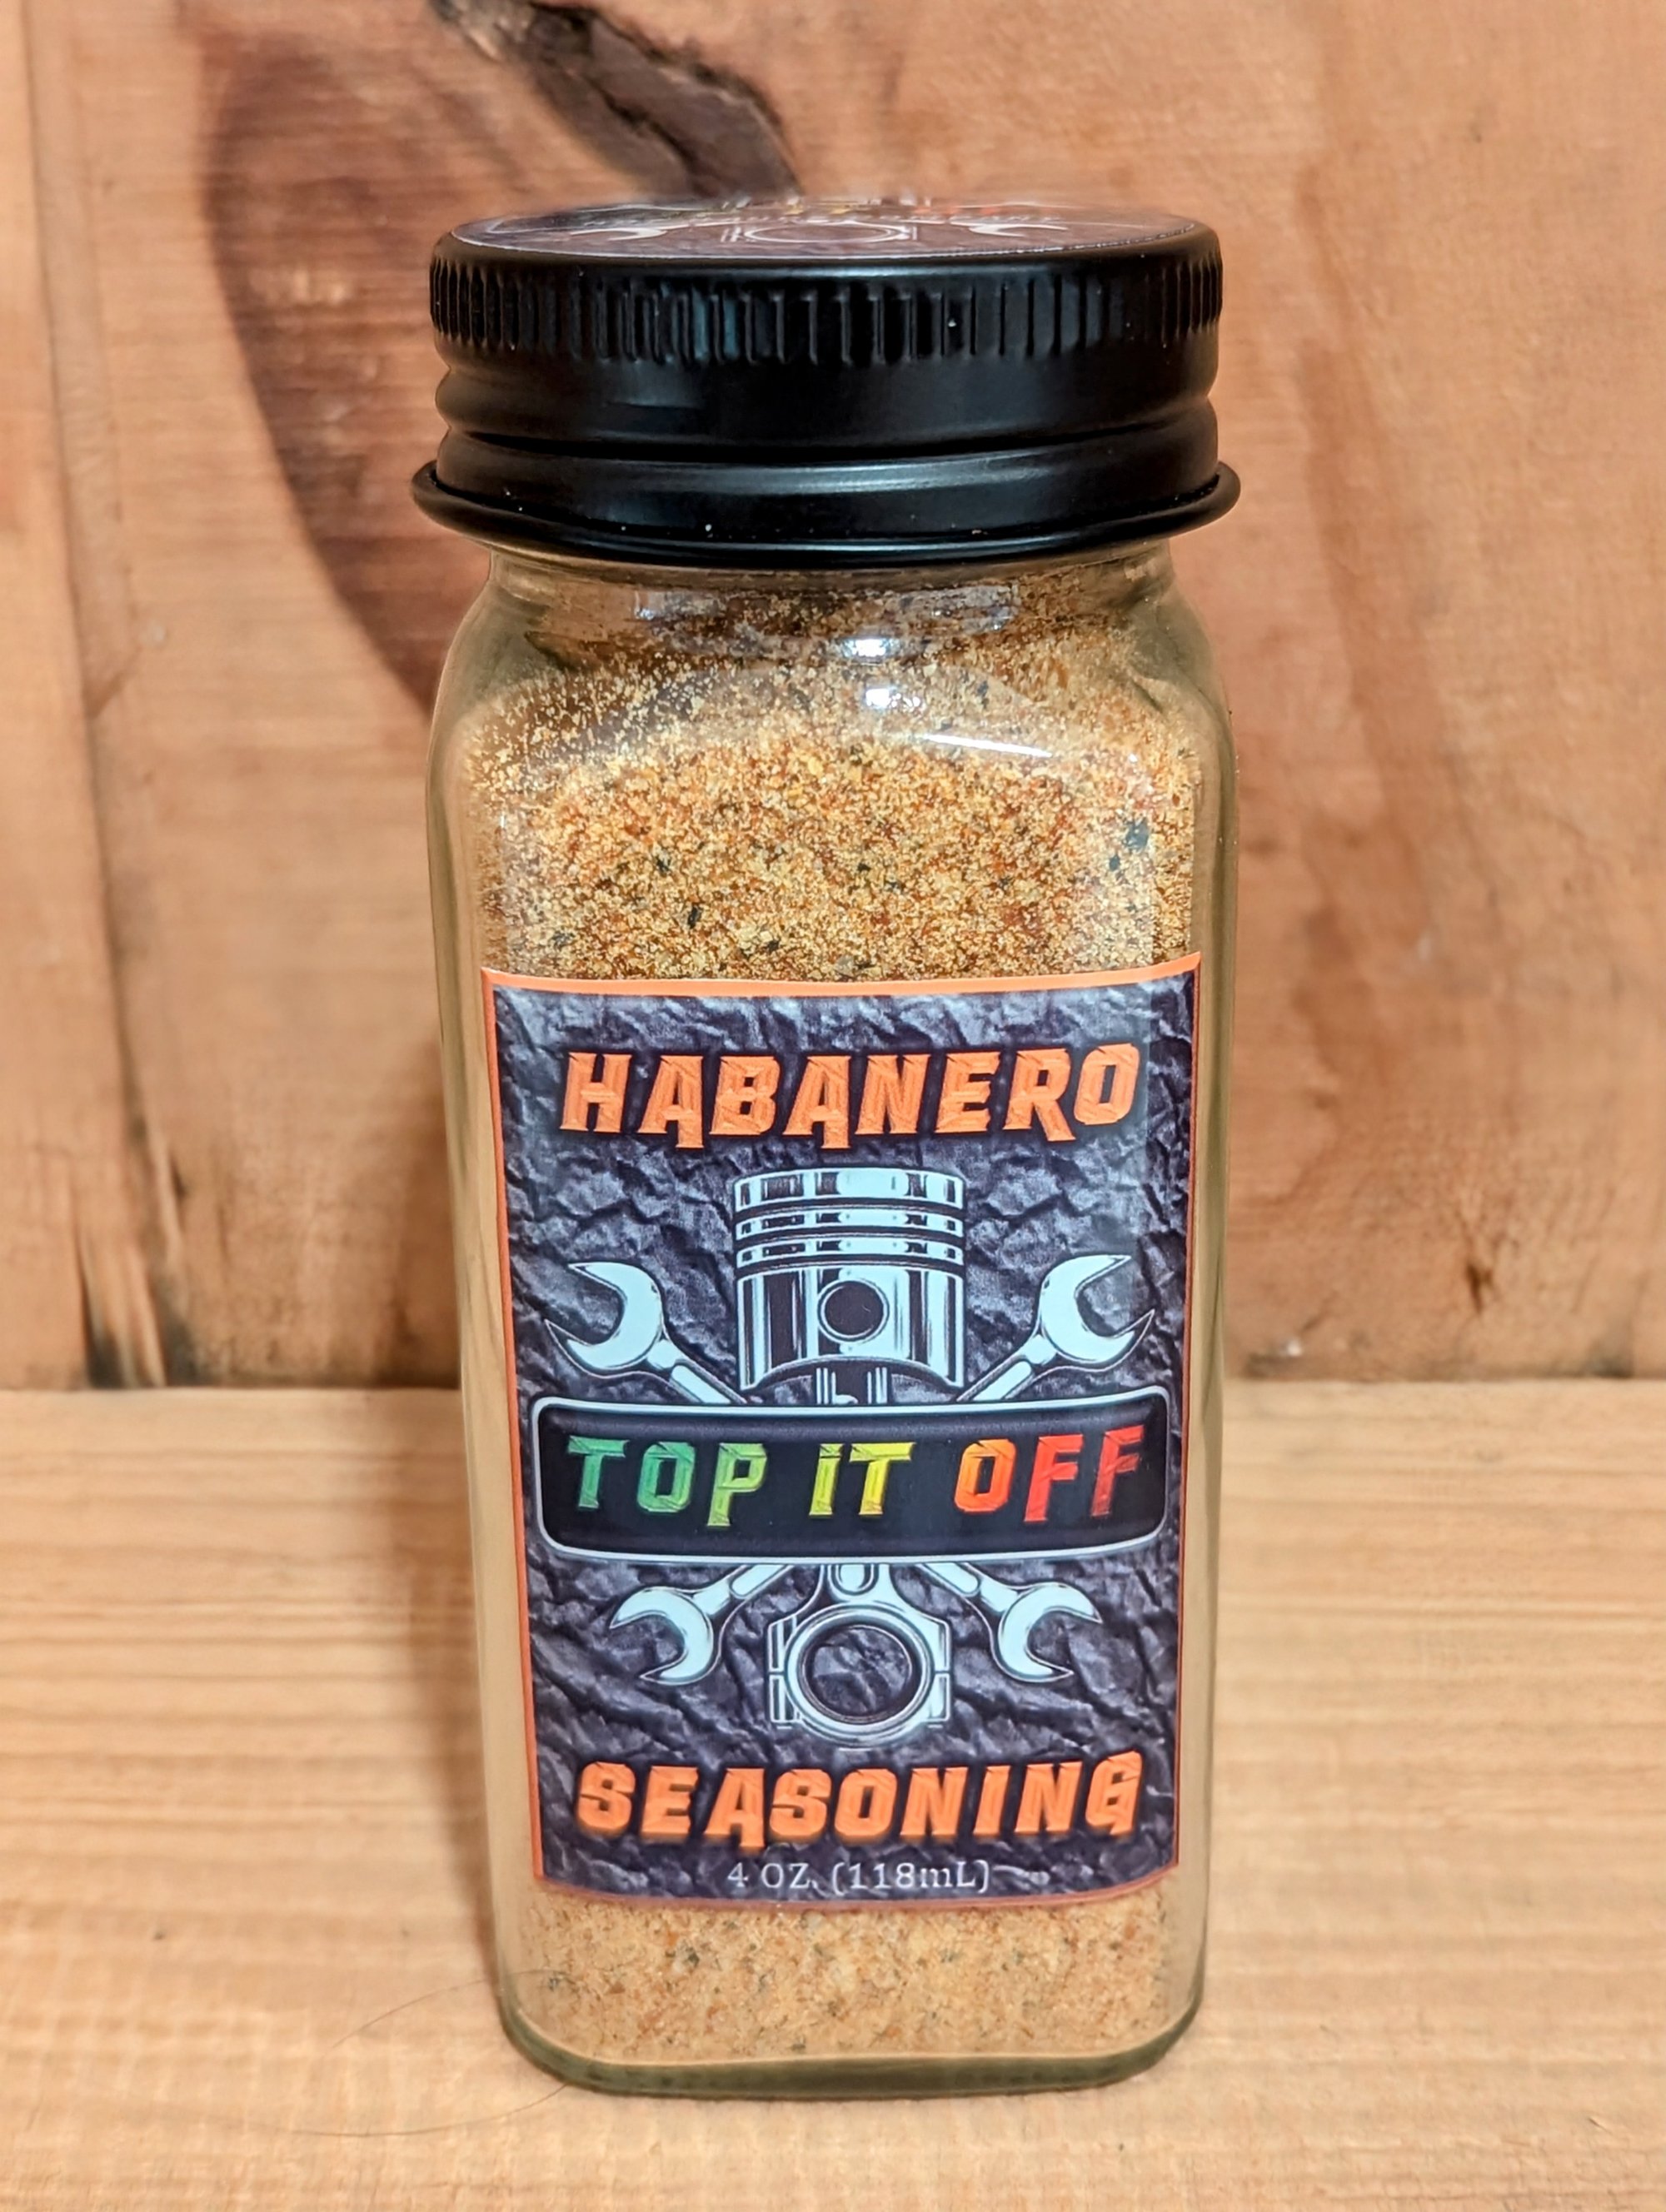 HABANERO
TOP IT OFF
SEASONING
4 OZ. (118mL)